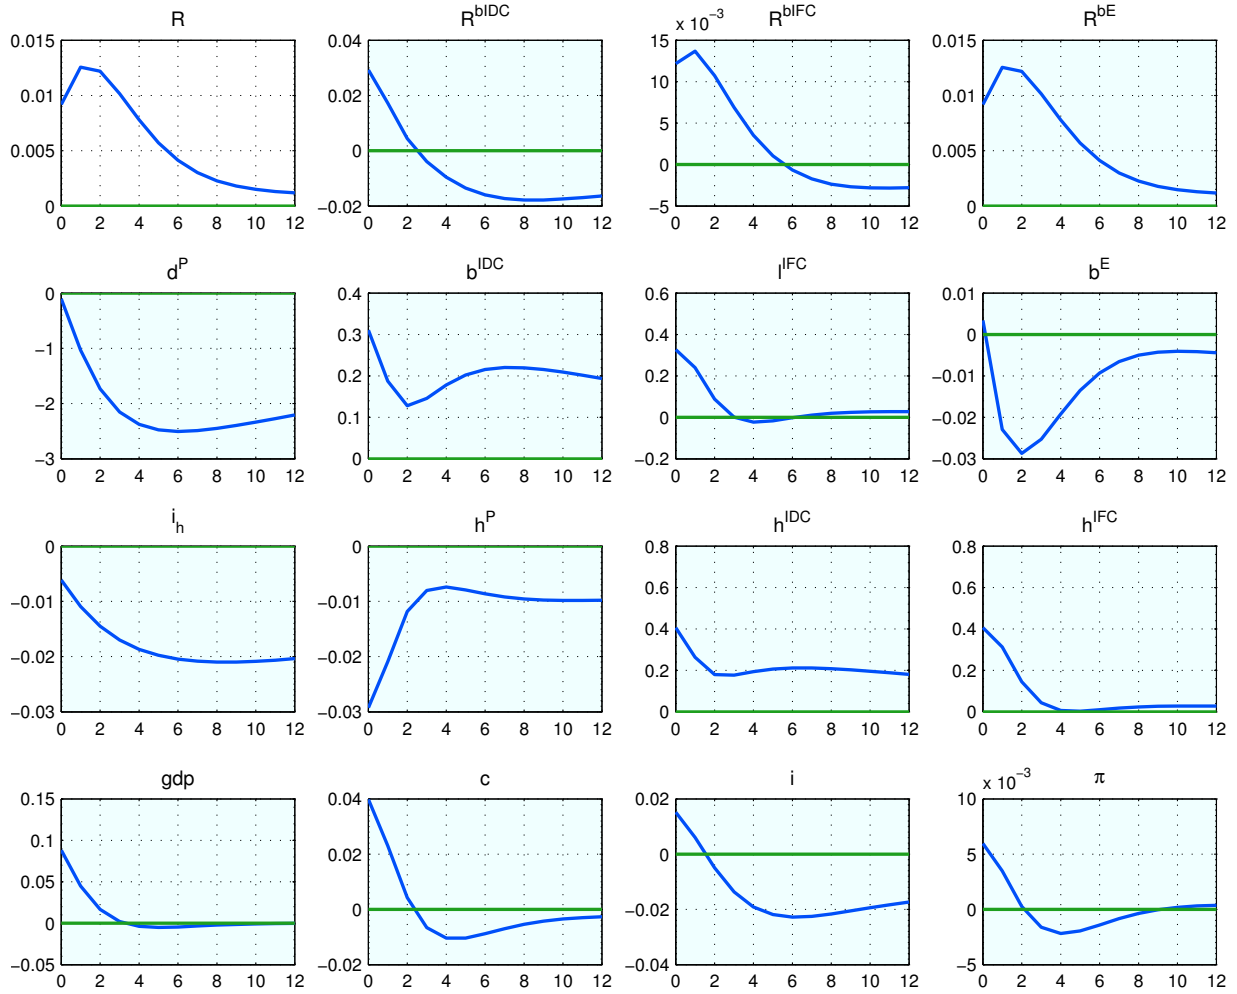 R
0.015
0.01
0.005
0
0 2 4 6 8 10 12
R^bIDC
0.04
0.02
0
−0.02
0 2 4 6 8 10 12
R^bIFC
x 10^−3
15
10
5
0
−5
0 2 4 6 8 10 12
R^bE
0.015
0.01
0.005
0
0 2 4 6 8 10 12
d^P
0
−1
−2
−3
0 2 4 6 8 10 12
b^IDC
0.4
0.3
0.2
0.1
0
0 2 4 6 8 10 12
l^IFC
0.6
0.4
0.2
0
−0.2
0 2 4 6 8 10 12
b^E
0.01
0
−0.01
−0.02
−0.03
0 2 4 6 8 10 12
i_h
0
−0.01
−0.02
−0.03
0 2 4 6 8 10 12
h^P
0
−0.01
−0.02
−0.03
0 2 4 6 8 10 12
h^IDC
0.8
0.6
0.4
0.2
0
0 2 4 6 8 10 12
h^IFC
0.8
0.6
0.4
0.2
0
0 2 4 6 8 10 12
gdp
0.15
0.1
0.05
0
−0.05
0 2 4 6 8 10 12
c
0.04
0.02
0
−0.02
0 2 4 6 8 10 12
i
0.02
0
−0.02
−0.04
0 2 4 6 8 10 12
π
x 10^−3
10
5
0
−5
0 2 4 6 8 10 12